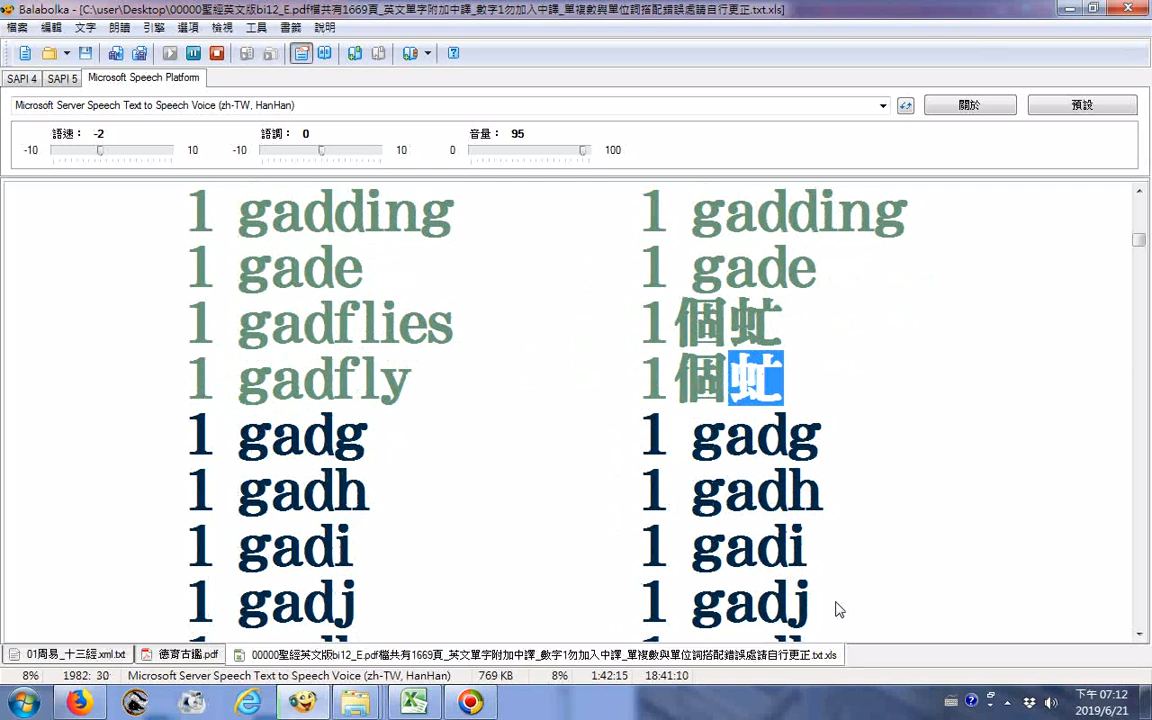 Balabolka - [C:\user\Desktop\00000聖經英文版bi12_E.pdf檔共有1669頁_英文單字附加中譯_數字1勿加入中譯_單複數與單位詞搭配錯誤處請自行更正.txt.xls]
檔案 編輯 文字 朗讀 引擎 選項 檢視 工具 書籤 說明
SAPI 4 SAPI 5 Microsoft Speech Platform
Microsoft Server Speech Text to Speech Voice (zh-TW, HanHan) 關於 預設
語速： -2 語調： 0 音量： 95
-10 10 -10 10 0 100
1 gadding 1 gadding
1 gade 1 gade
1 gadflies 1個虻
1 gadfly 1個虻
1 gadg 1 gadg
1 gadh 1 gadh
1 gadi 1 gadi
1 gadj 1 gadj
01周易_十三經.xml.txt 德育古鑑.pdf 00000聖經英文版bi12_E.pdf檔共有1669頁_英文單字附加中譯_數字1勿加入中譯_單複數與單位詞搭配錯誤處請自行更正.txt.xls
8% 1982: 30 Microsoft Server Speech Text to Speech Voice (zh-TW, HanHan) 769 KB 8% 1:42:15 18:41:10
下午 07:12
2019/6/21